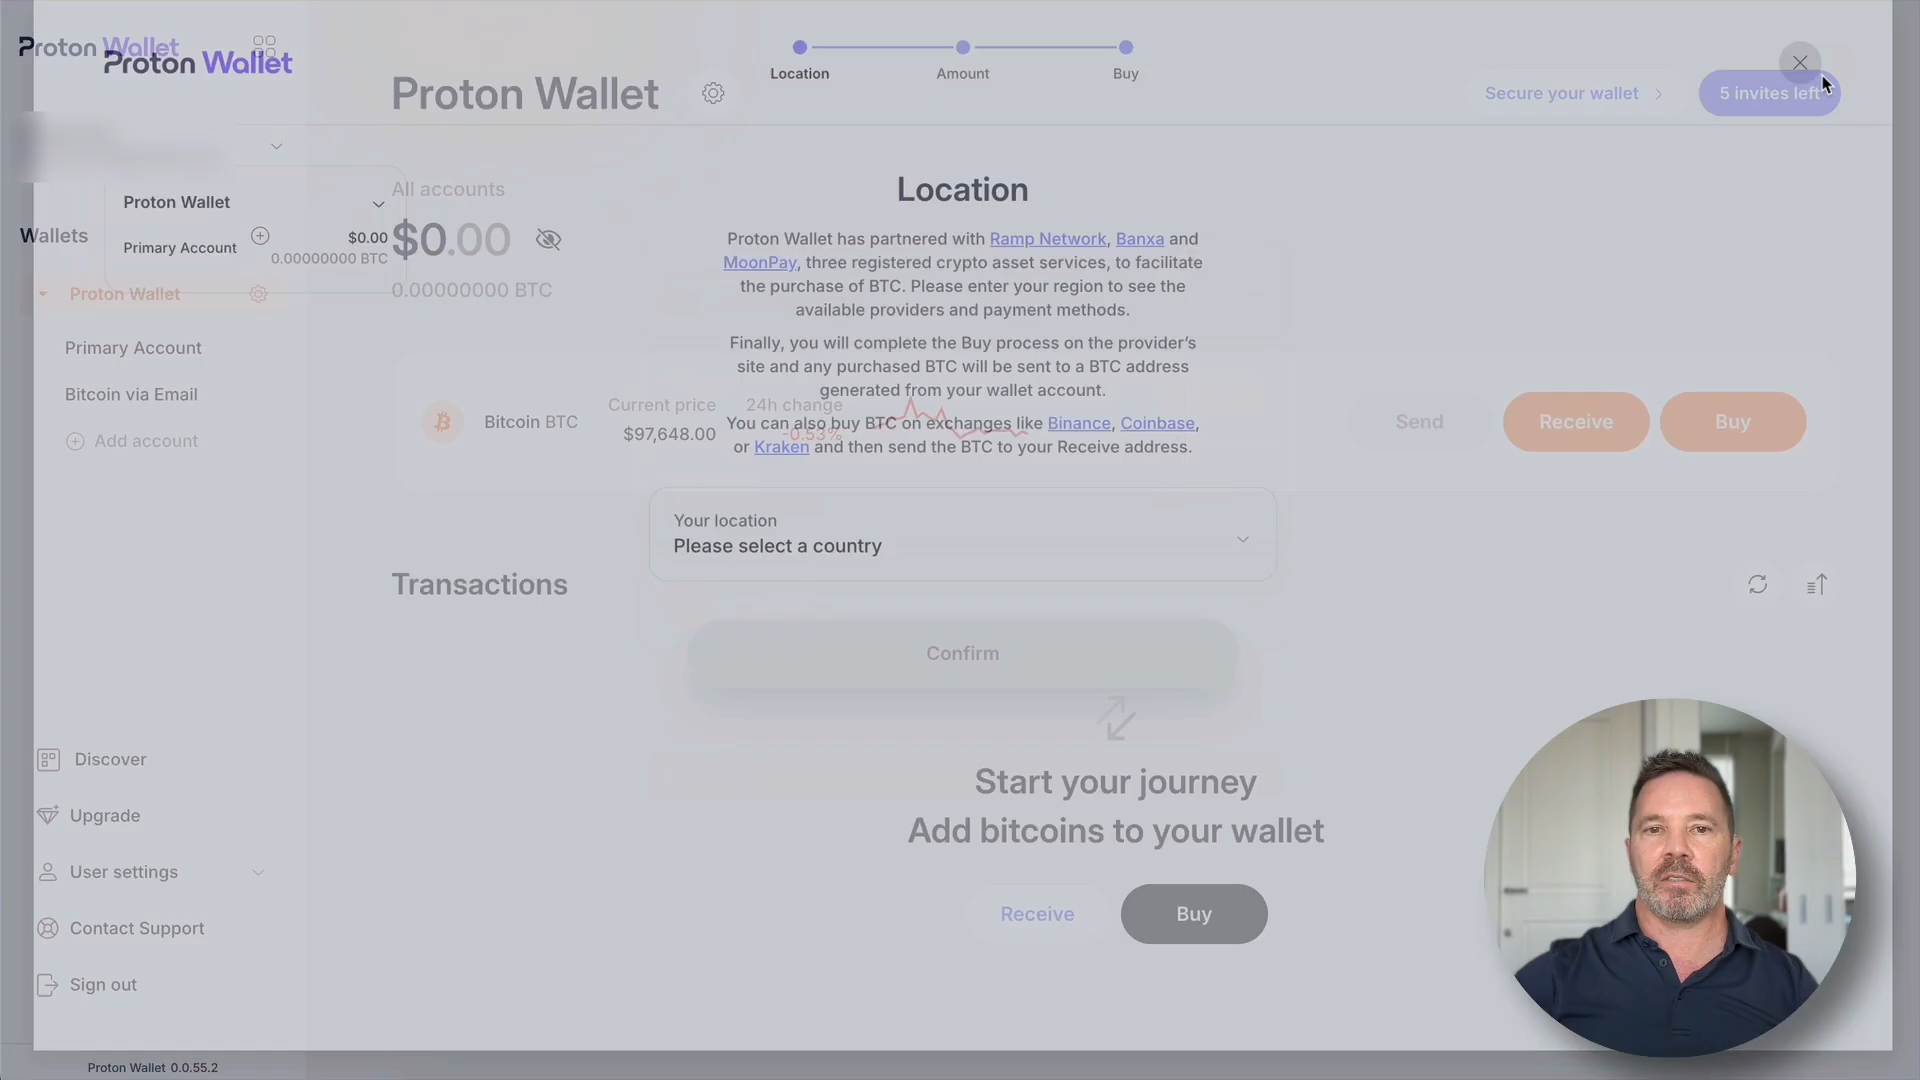 Proton Wallet
Proton Wallet
Proton Wallet
Location
Amount
Buy
Secure your wallet
5 invites left
Proton Wallet
Primary Account
$0.00
0.00000000 BTC
Wallets
Proton Wallet
Primary Account
Bitcoin via Email
Add account
All accounts
$0.00
0.00000000 BTC
Location
Proton Wallet has partnered with Ramp Network, Banxa and
MoonPay, three registered crypto asset services, to facilitate
the purchase of BTC. Please enter your region to see the
available providers and payment methods.
Finally, you will complete the Buy process on the provider's
site and any purchased BTC will be sent to a BTC address
generated from your wallet account.
You can also buy BTC on exchanges like Binance, Coinbase,
or Kraken and then send the BTC to your Receive address.
Bitcoin BTC
Current price
$97,648.00
24h change
-0.53%
Send
Receive
Buy
Your location
Please select a country
Transactions
Confirm
Start your journey
Add bitcoins to your wallet
Receive
Buy
Discover
Upgrade
User settings
Contact Support
Sign out
Proton Wallet 0.0.55.2